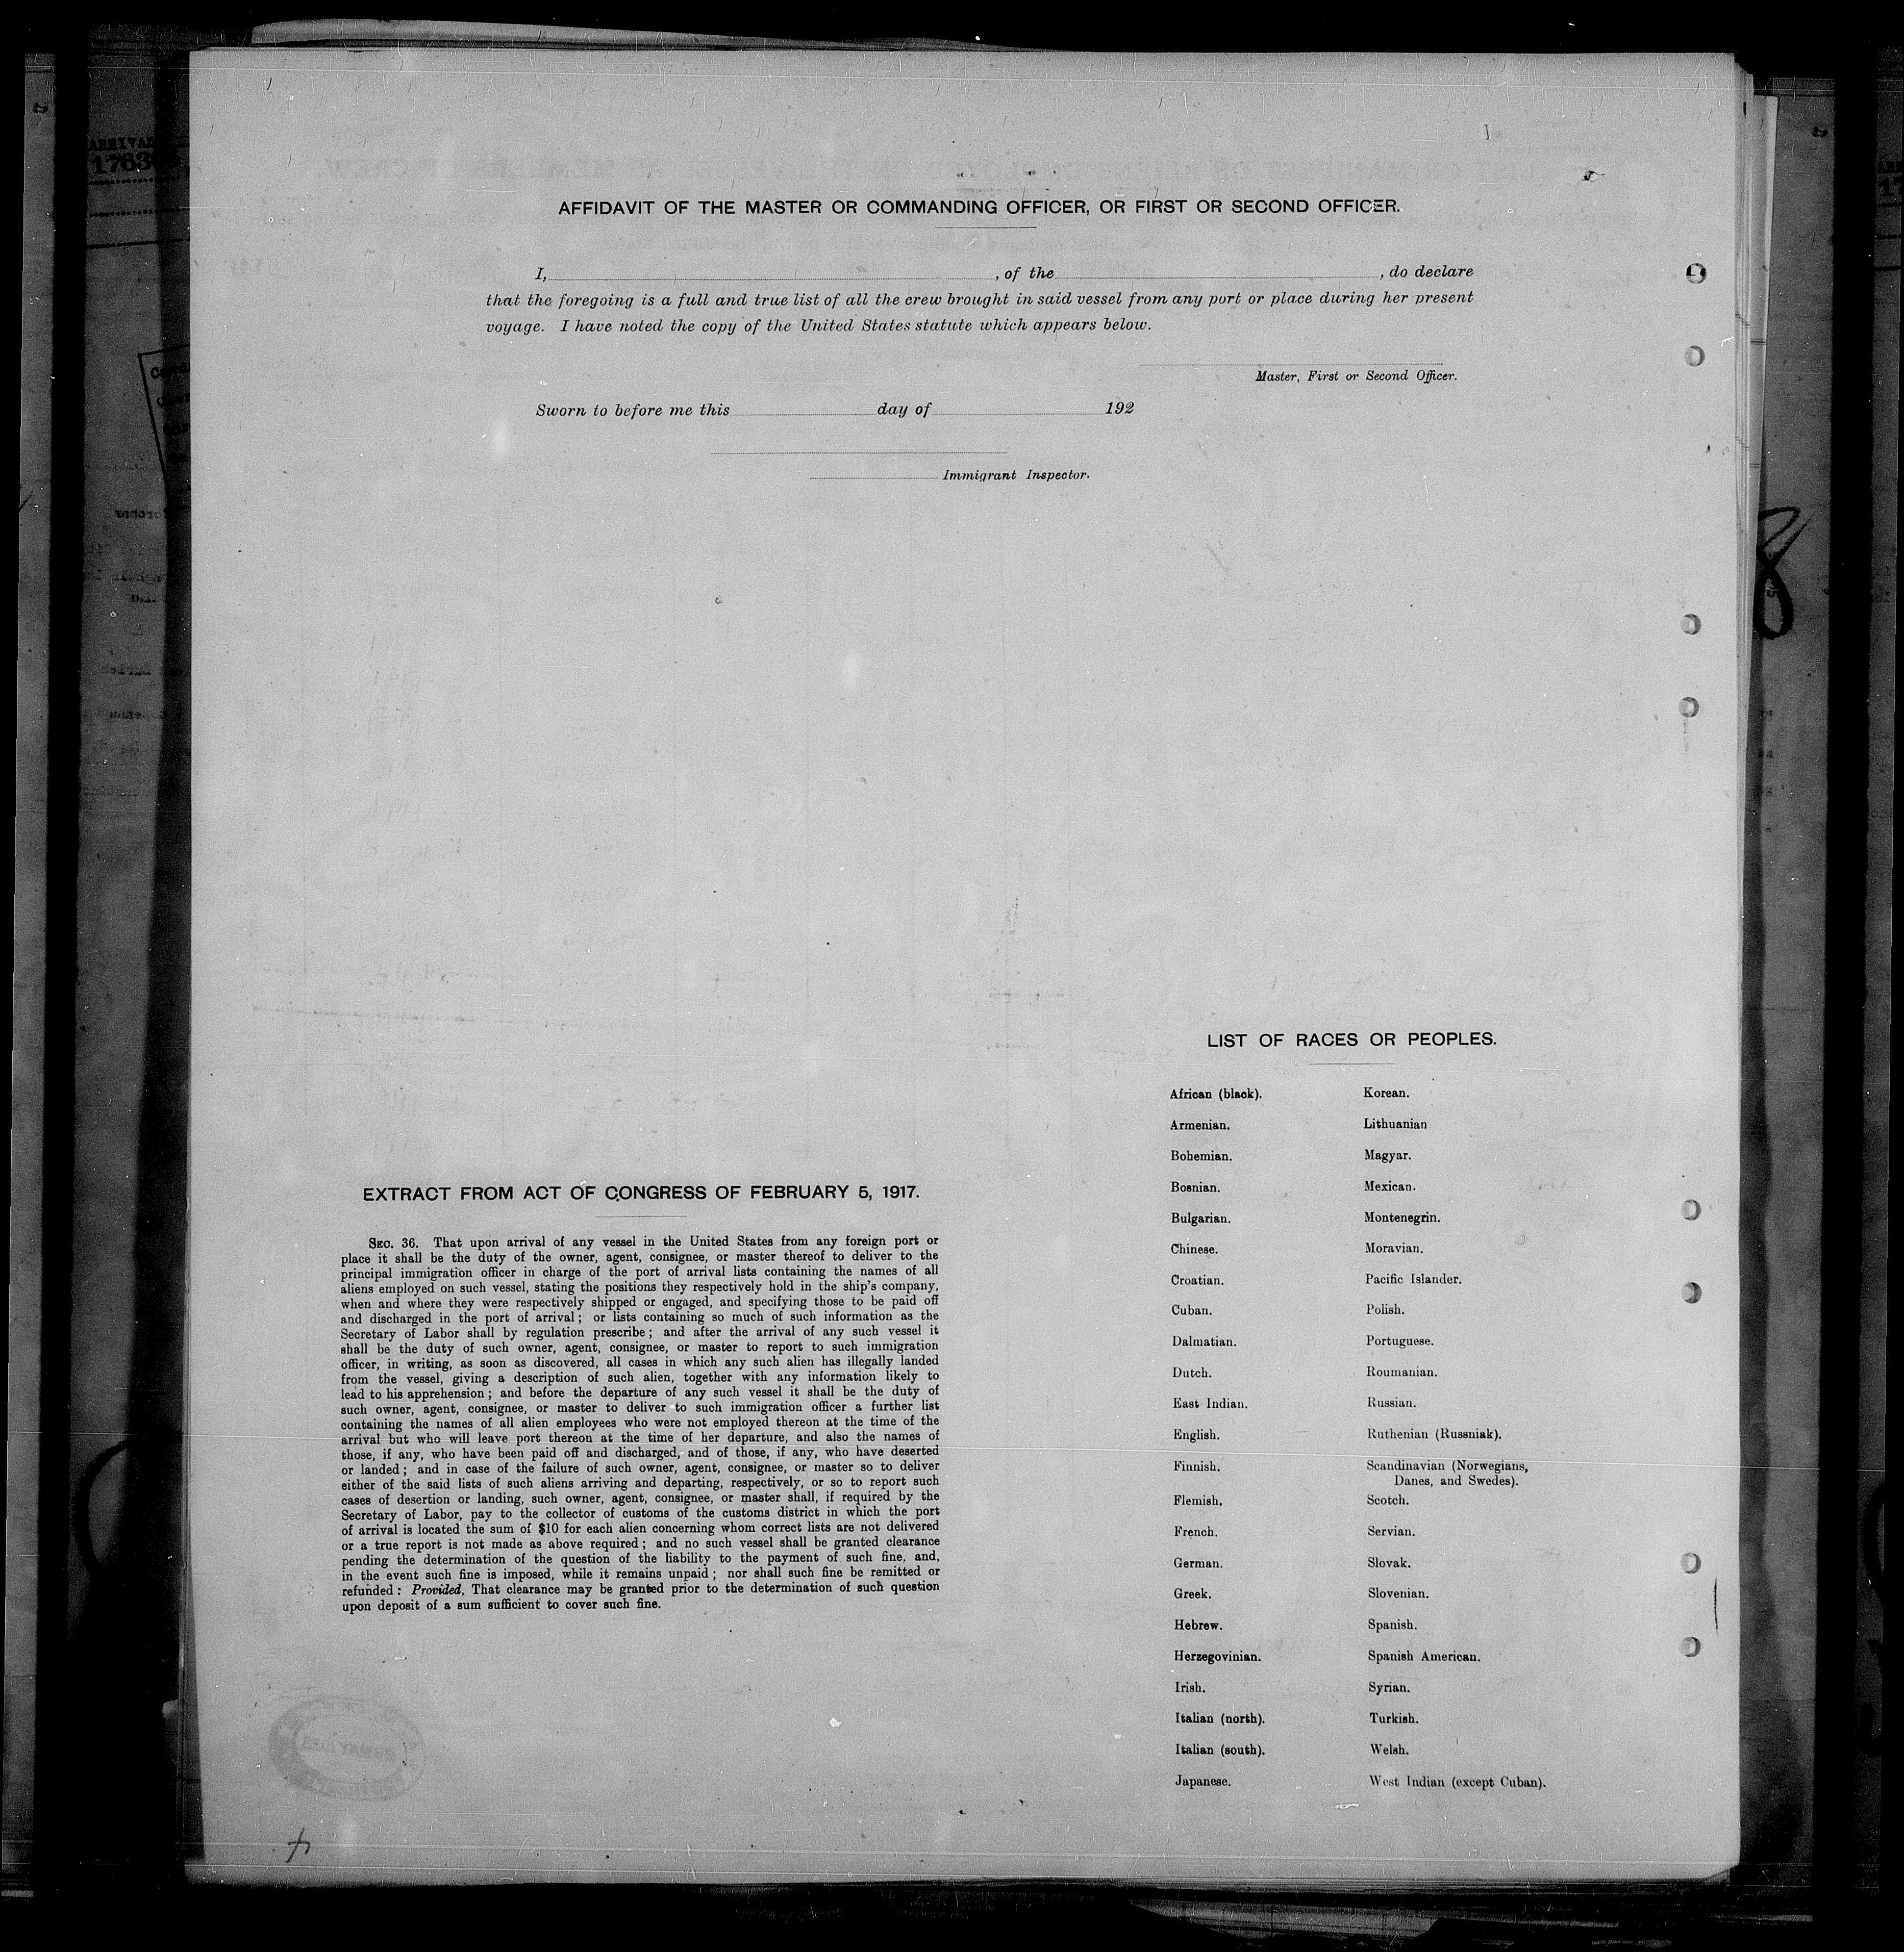 AFFIDAVIT OF THE MASTER OR COMMANDING OFFICER, OR FIRST OR SECOND OFFICER.
I, , of the , do declare
that the foregoing is a full and true list of all the crew brought in said vessel from any port or place during her present
voyage. I have noted the copy of the United States statute which appears below.
Master, First or Second Officer.
Sworn to before me this day of 192
Immigrant Inspector.
EXTRACT FROM ACT OF CONGRESS OF FEBRUARY 5, 1917.
SEC. 36. That upon arrival of any vessel in the United States from any foreign port or
place it shall be the duty of the owner, agent, consignee, or master thereof to deliver to the
principal immigration officer in charge of the port of arrival lists containing the names of all
aliens employed on such vessel, stating the positions they respectively hold in the ship's company,
when and where they were respectively shipped or engaged, and specifying those to be paid off
and discharged in the port of arrival; or lists containing so much of such information as the
Secretary of Labor shall by regulation prescribe; and after the arrival of any such vessel it
shall be the duty of such owner, agent, consignee, or master to report to such immigration
officer, in writing, as soon as discovered, all cases in which any such alien has illegally landed
from the vessel, giving a description of such alien, together with any information likely to
lead to his apprehension; and before the departure of any such vessel it shall be the duty of
such owner, agent, consignee, or master to deliver to such immigration officer a further list
containing the names of all alien employees who were not employed thereon at the time of the
arrival but who will leave port thereon at the time of her departure, and also the names of
those, if any, who have been paid off and discharged, and of those, if any, who have deserted
or landed; and in case of the failure of such owner, agent, consignee, or master so to deliver
either of the said lists of such aliens arriving and departing, respectively, or so to report such
cases of desertion or landing, such owner, agent, consignee, or master shall, if required by the
Secretary of Labor, pay to the collector of customs of the customs district in which the port
of arrival is located the sum of $10 for each alien concerning whom correct lists are not delivered
or a true report is not made as above required; and no such vessel shall be granted clearance
pending the determination of the question of the liability to the payment of such fine, and,
in the event such fine is imposed, while it remains unpaid; nor shall such fine be remitted or
refunded: Provided, That clearance may be granted prior to the determination of such question
upon deposit of a sum sufficient to cover such fine.
LIST OF RACES OR PEOPLES.
African (black).
Armenian.
Bohemian.
Bosnian.
Bulgarian.
Chinese.
Croatian.
Cuban.
Dalmatian.
Dutch.
East Indian.
English.
Finnish.
Flemish.
French.
German.
Greek.
Hebrew.
Herzegovinian.
Irish.
Italian (north).
Italian (south).
Japanese.
Korean.
Lithuanian
Magyar.
Mexican.
Montenegrin.
Moravian.
Pacific Islander.
Polish.
Portuguese.
Roumanian.
Russian.
Ruthenian (Russniak).
Scandinavian (Norwegians,
Danes, and Swedes).
Scotch.
Servian.
Slovak.
Slovenian.
Spanish.
Spanish American.
Syrian.
Turkish.
Welsh.
West Indian (except Cuban).
1763
8